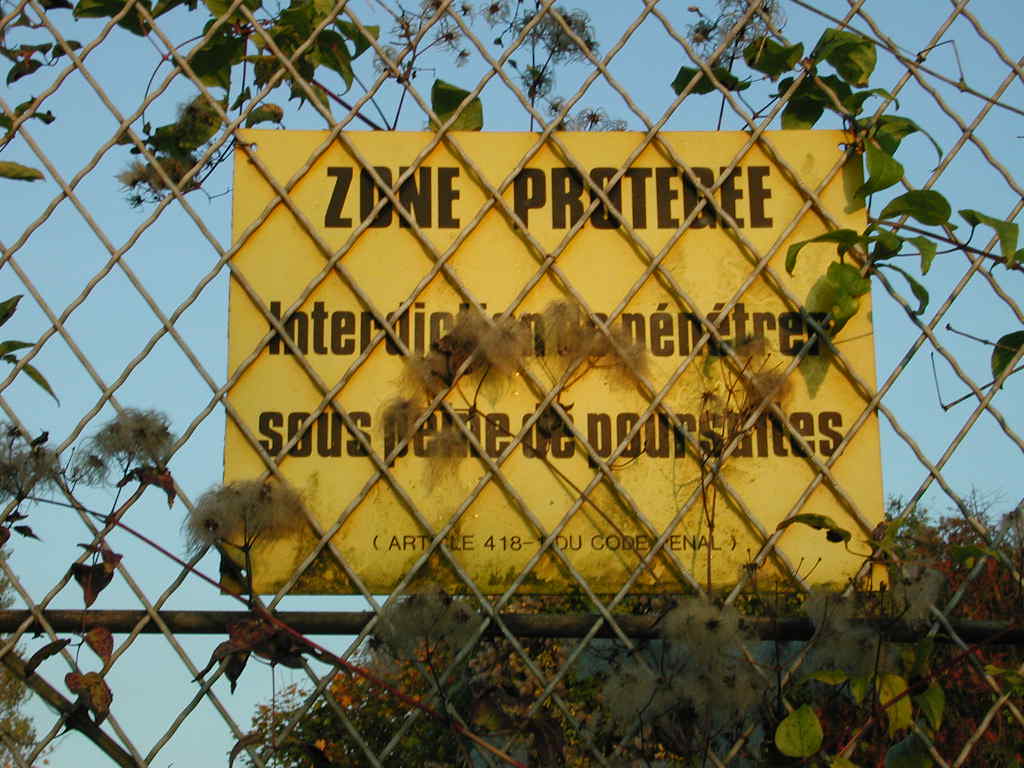 ZONE PROTEGEE
Interdiction de pénétrer
sous peine de poursuites
( ARTICLE 418-1 DU CODE PENAL )